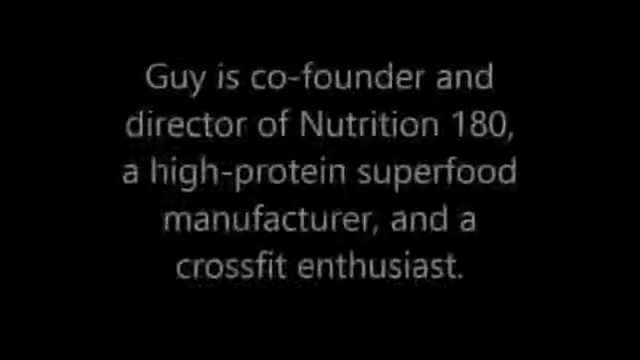 Guy is co-founder and
director of Nutrition 180,
a high-protein superfood
manufacturer, and a
crossfit enthusiast.